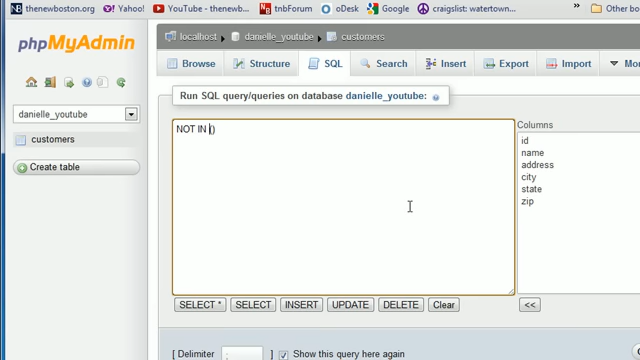 thenewboston.org Yahoo! YouTube - thenewbosto... tnbForum oDesk Google craigslist: watertown... Other bo
phpMyAdmin
localhost danielle_youtube customers
Browse Structure SQL Search Insert Export Import Mor
danielle_youtube
customers
Create table
Run SQL query/queries on database danielle_youtube:
NOT IN ()
Columns
id
name
address
city
state
zip
SELECT * SELECT INSERT UPDATE DELETE Clear <<
[ Delimiter ; ] Show this query here again